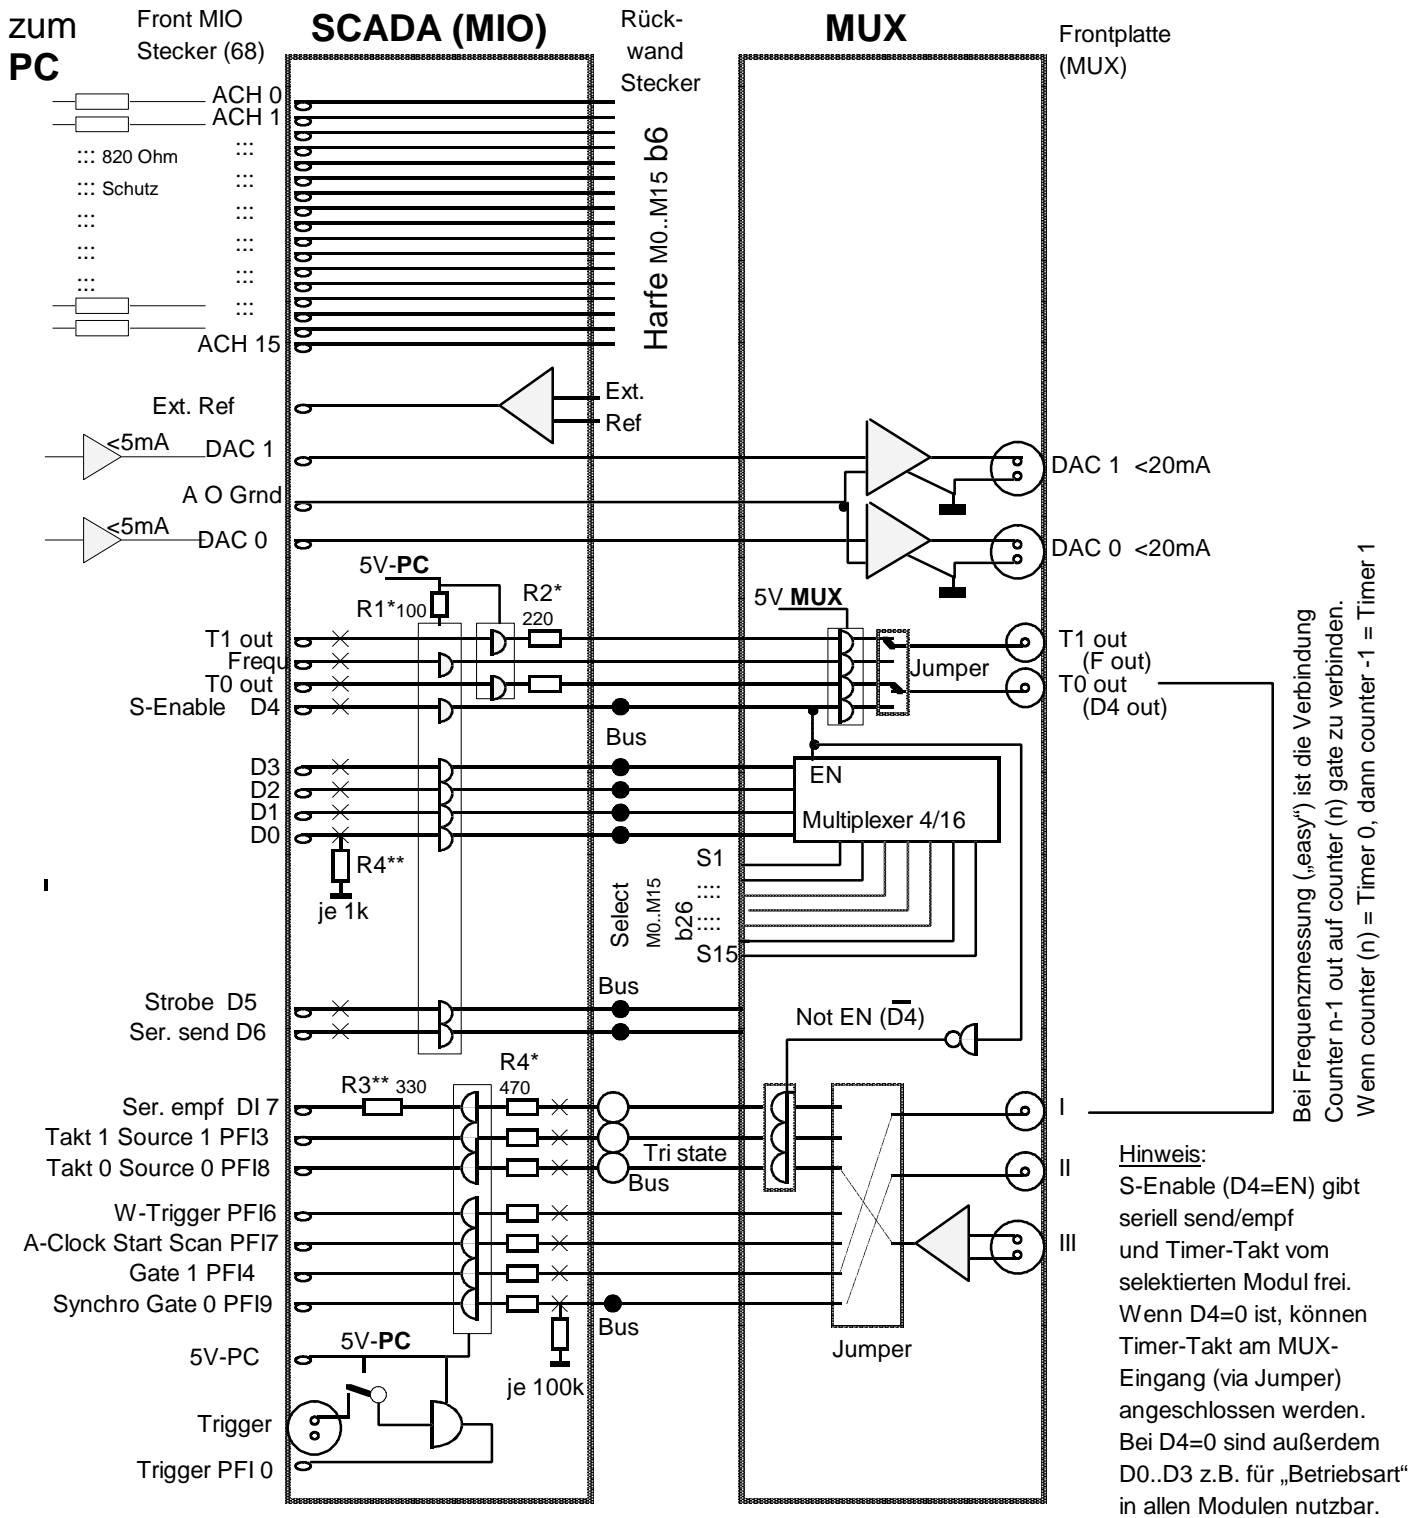 zum
PC
Front MIO
Stecker (68)
SCADA (MIO)
Rück-
wand
Stecker
MUX
Frontplatte
(MUX)
ACH 0
ACH 1
::: 820 Ohm :::
::: Schutz :::
::: :::
::: :::
::: :::
ACH 15
Harfe M0..M15 b6
Ext. Ref
Ext.
Ref
<5mA
DAC 1
DAC 1 <20mA
A O Grnd
<5mA
DAC 0
DAC 0 <20mA
5V-PC
R1*100
R2*
220
5V MUX
T1 out
Frequ
T0 out
S-Enable D4
Bus
Jumper
T1 out
(F out)
T0 out
(D4 out)
D3
D2
D1
D0
EN
Multiplexer 4/16
R4**
je 1k
S1
Select
M0..M15
b26
::::
::::
S15
Strobe D5
Ser. send D6
Bus
Not EN (D4)
R3** 330
R4*
470
Ser. empf DI 7
Takt 1 Source 1 PFI3
Takt 0 Source 0 PFI8
Tri state
Bus
I
II
III
W-Trigger PFI6
A-Clock Start Scan PFI7
Gate 1 PFI4
Synchro Gate 0 PFI9
Bus
Jumper
5V-PC
5V-PC
je 100k
Trigger
Trigger PFI 0
Bei Frequenzmessung („easy") ist die Verbindung
Counter n-1 out auf counter (n) gate zu verbinden.
Wenn counter (n) = Timer 0, dann counter -1 = Timer 1
Hinweis:
S-Enable (D4=EN) gibt
seriell send/empf
und Timer-Takt vom
selektierten Modul frei.
Wenn D4=0 ist, können
Timer-Takt am MUX-
Eingang (via Jumper)
angeschlossen werden.
Bei D4=0 sind außerdem
D0..D3 z.B. für „Betriebsart"
in allen Modulen nutzbar.